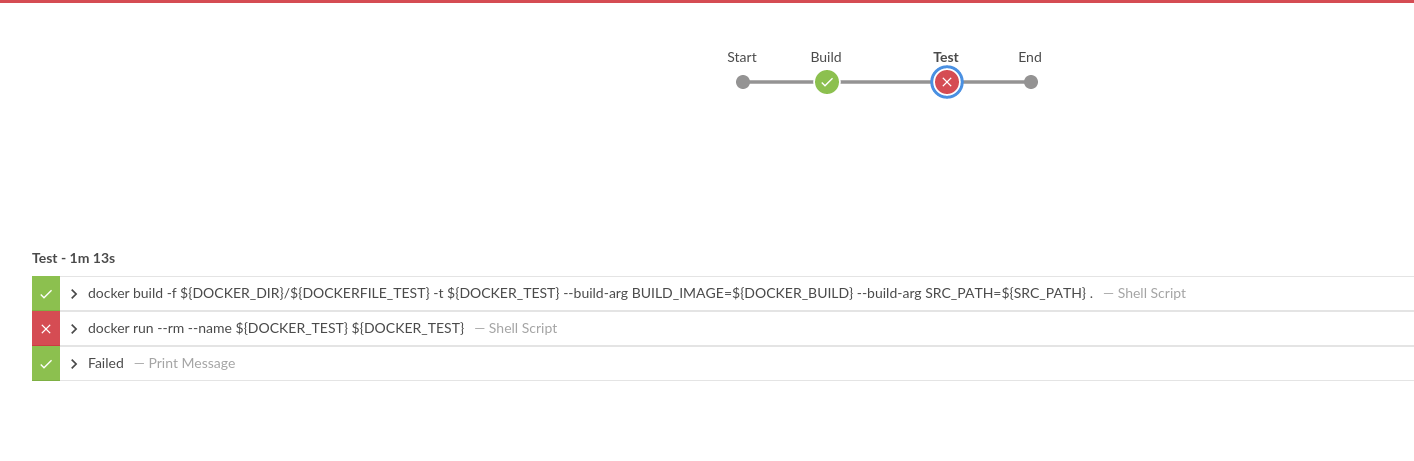 Start Build Test End
Test - 1m 13s
docker build -f ${DOCKER_DIR}/${DOCKERFILE_TEST} -t ${DOCKER_TEST} --build-arg BUILD_IMAGE=${DOCKER_BUILD} --build-arg SRC_PATH=${SRC_PATH} . — Shell Script
docker run --rm --name ${DOCKER_TEST} ${DOCKER_TEST} — Shell Script
Failed — Print Message